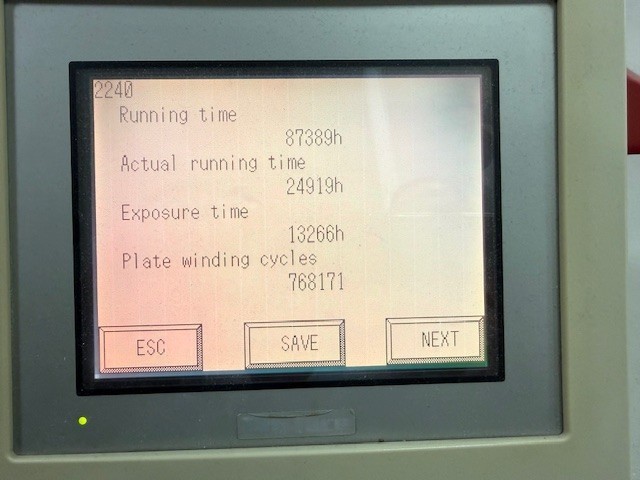 2240
Running time
87389h
Actual running time
24919h
Exposure time
13266h
Plate winding cycles
768171
ESC SAVE NEXT